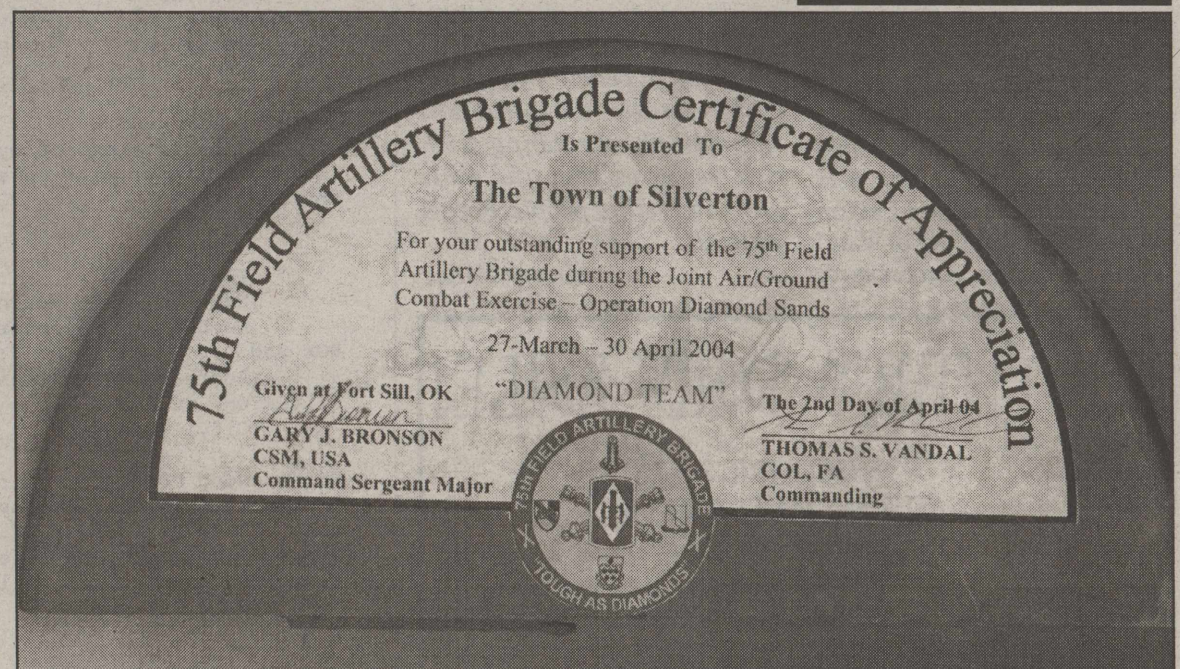 75th Field Artillery Brigade Certificate of Appreciation
Is Presented To
The Town of Silverton
For your outstanding support of the 75th Field
Artillery Brigade during the Joint Air/Ground
Combat Exercise – Operation Diamond Sands
27-March – 30 April 2004
"DIAMOND TEAM"
Given at Fort Sill, OK
GARY J. BRONSON
CSM, USA
Command Sergeant Major
The 2nd Day of April 04
THOMAS S. VANDAL
COL, FA
Commanding
75th FIELD ARTILLERY BRIGADE
'TOUGH AS DIAMONDS'